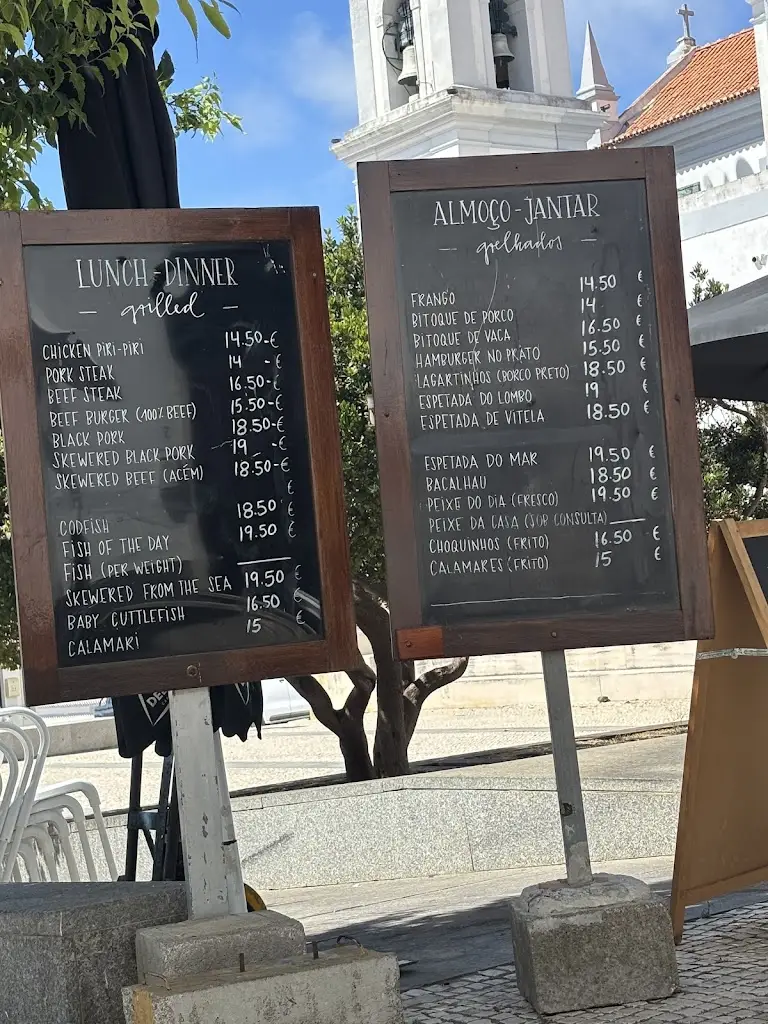 LUNCH-DINNER
grilled
CHICKEN PIRI-PIRI 14.50-€
PORK STEAK 14 -€
BEEF STEAK 16.50-€
BEEF BURGER (100% BEEF) 15.50-€
BLACK PORK 18.50-€
SKEWERED BLACK PORK 19 -€
SKEWERED BEEF (ACÉM) 18.50-€
€
CODFISH 18.50 €
FISH OF THE DAY 19.50 €
FISH (PER WEIGHT)
SKEWERED FROM THE SEA 19.50 €
BABY CUTTLEFISH 16.50 €
CALAMARI 15 €
ALMOÇO-JANTAR
grelhados
FRANGO 14.50 €
BITOQUE DE PORCO 14 €
BITOQUE DE VACA 16.50 €
HAMBURGER NO PRATO 15.50 €
LAGARTINHOS (PORCO PRETO) 18.50 €
ESPETADA DO LOMBO 19 €
ESPETADA DE VITELA 18.50 €
ESPETADA DO MAR 19.50 €
BACALHAU 18.50 €
PEIXE DO DIA (FRESCO) 19.50 €
PEIXE DA CASA (SOB CONSULTA)
CHOQUINHOS (FRITO) 16.50 €
CALAMARES (FRITO) 15 €